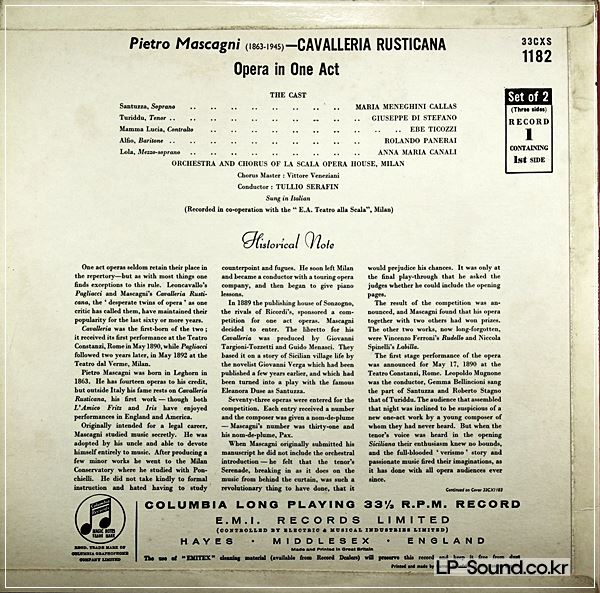 Pietro Mascagni (1863-1945)—CAVALLERIA RUSTICANA
Opera in One Act
33CXS
1182
Set of 2
(Three sides)
RECORD
1
CONTAINING
1st SIDE
THE CAST
Santuzza, Soprano .. .. .. .. .. .. .. .. MARIA MENEGHINI CALLAS
Turiddu, Tenor .. .. .. .. .. .. .. .. .. GIUSEPPE DI STEFANO
Mamma Lucia, Contralto .. .. .. .. .. .. .. .. EBE TICOZZI
Alfio, Baritone .. .. .. .. .. .. .. .. .. ROLANDO PANERAI
Lola, Mezzo-soprano .. .. .. .. .. .. .. .. ANNA MARIA CANALI
ORCHESTRA AND CHORUS OF LA SCALA OPERA HOUSE, MILAN
Chorus Master : Vittore Veneziani
Conductor : TULLIO SERAFIN
Sung in Italian
(Recorded in co-operation with the “ E.A. Teatro alla Scala”, Milan)
Historical Note
One act operas seldom retain their place in
the repertory—but as with most things one
finds exceptions to this rule. Leoncavallo's
Pagliacci and Mascagni's Cavalleria Rusti-
cana, the ' desperate twins of opera ' as one
critic has called them, have maintained their
popularity for the last sixty or more years.
Cavalleria was the first-born of the two ;
it received its first performance at the Teatro
Constanzi, Rome in May 1890, while Pagliacci
followed two years later, in May 1892 at the
Teatro dal Verme, Milan.
Pietro Mascagni was born in Leghorn in
1863. He has fourteen operas to his credit,
but outside Italy his fame rests on Cavalleria
Rusticana, his first work — though both
L'Amico Fritz and Iris have enjoyed
performances in England and America.
Originally intended for a legal career,
Mascagni studied music secretly. He was
adopted by his uncle and able to devote
himself entirely to music. After producing a
few minor works he went to the Milan
Conservatory where he studied with Pon-
chielli. He did not take kindly to formal
instruction and hated having to study
counterpoint and fugues. He soon left Milan
and became a conductor with a touring opera
company, and then began to give piano
lessons.
In 1889 the publishing house of Sonzogno,
the rivals of Ricordi's, sponsored a com-
petition for one act operas. Mascagni
decided to enter. The libretto for his
Cavalleria was produced by Giovanni
Targioni-Tozzetti and Guido Menasci. They
based it on a story of Sicilian village life by
the novelist Giovanni Verga which had been
published a few years earlier, and which had
been turned into a play with the famous
Eleanora Duse as Santuzza.
Seventy-three operas were entered for the
competition. Each entry received a number
and the composer was given a nom-de-plume
— Mascagni's number was thirty-one and
his nom-de-plume, Pax.
When Mascagni originally submitted his
manuscript he did not include the orchestral
introduction — he felt that the tenor's
Serenade, breaking in as it does on the
music from behind the curtain, was such a
revolutionary thing to have done, that it
would prejudice his chances. It was only at
the final play-through that he asked the
judges whether he could include the opening
pages.
The result of the competition was an-
nounced, and Mascagni found that his opera
together with two others had won prizes.
The other two works, now long-forgotten,
were Vincenzo Ferroni's Rudello and Niccola
Spinelli's Labilia.
The first stage performance of the opera
was announced for May 17, 1890 at the
Teatro Constanzi, Rome. Leopoldo Mugnone
was the conductor, Gemma Bellincioni sang
the part of Santuzza and Roberto Stagno
that of Turiddu. The audience that assembled
that night was inclined to be suspicious of a
new one-act work by a young composer of
whom they had never heard. But when the
tenor's voice was heard in the opening
Siciliana their enthusiasm knew no bounds,
and the full-blooded ' verismo ' story and
passionate music fired their imaginations, as
it has done with all opera audiences ever
since.
Continued on Cover 33CX1183
MAGIC NOTES
TRADE MARK
REGD. TRADE MARK OF
COLUMBIA GRAPHOPHONE
COMPANY LIMITED
COLUMBIA LONG PLAYING 33⅓ R.P.M. RECORD
E.M.I. RECORDS LIMITED
(CONTROLLED BY ELECTRIC & MUSICAL INDUSTRIES LIMITED)
HAYES · MIDDLESEX · ENGLAND
Made and Printed in Great Britain
The use of "EMITEX" cleaning material (available from Record Dealers) will preserve this record and keep it free from dust
Printed and made by
LP-Sound.co.kr